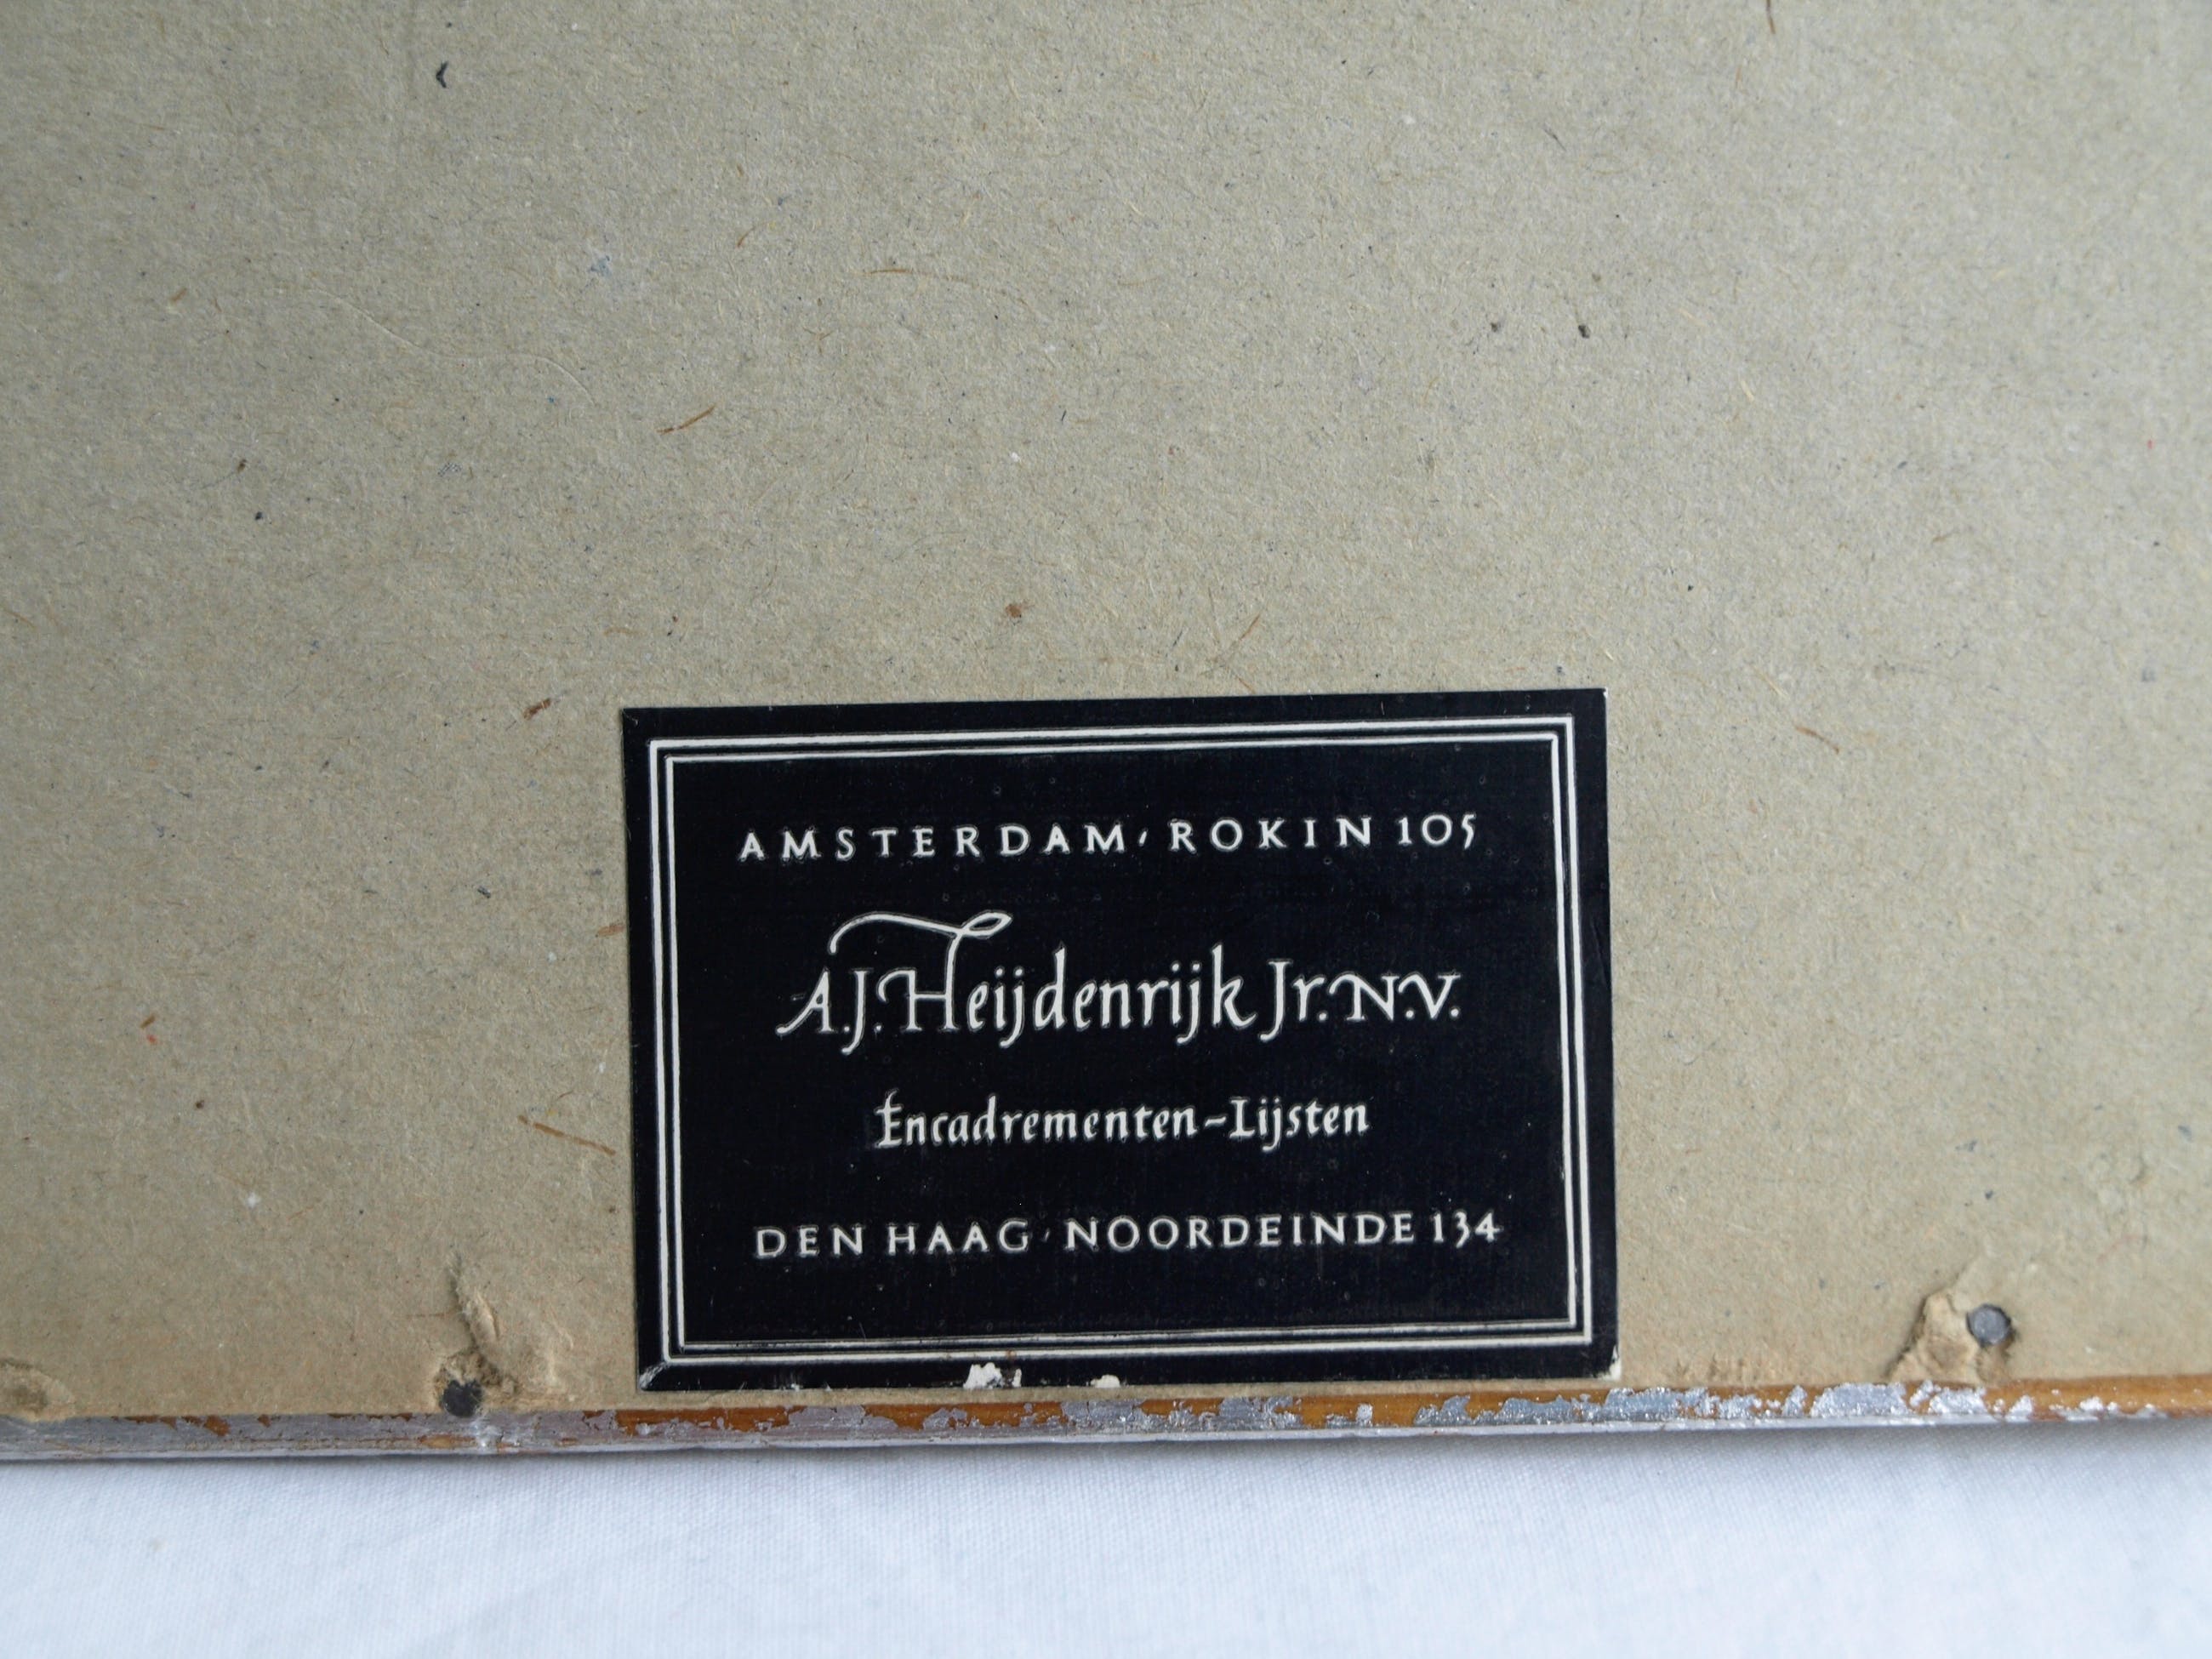 AMSTERDAM, ROKIN 105
A.J. Heijdenrijk Jr. N.V.
Encadrementen-Lijsten
DEN HAAG, NOORDEINDE 134